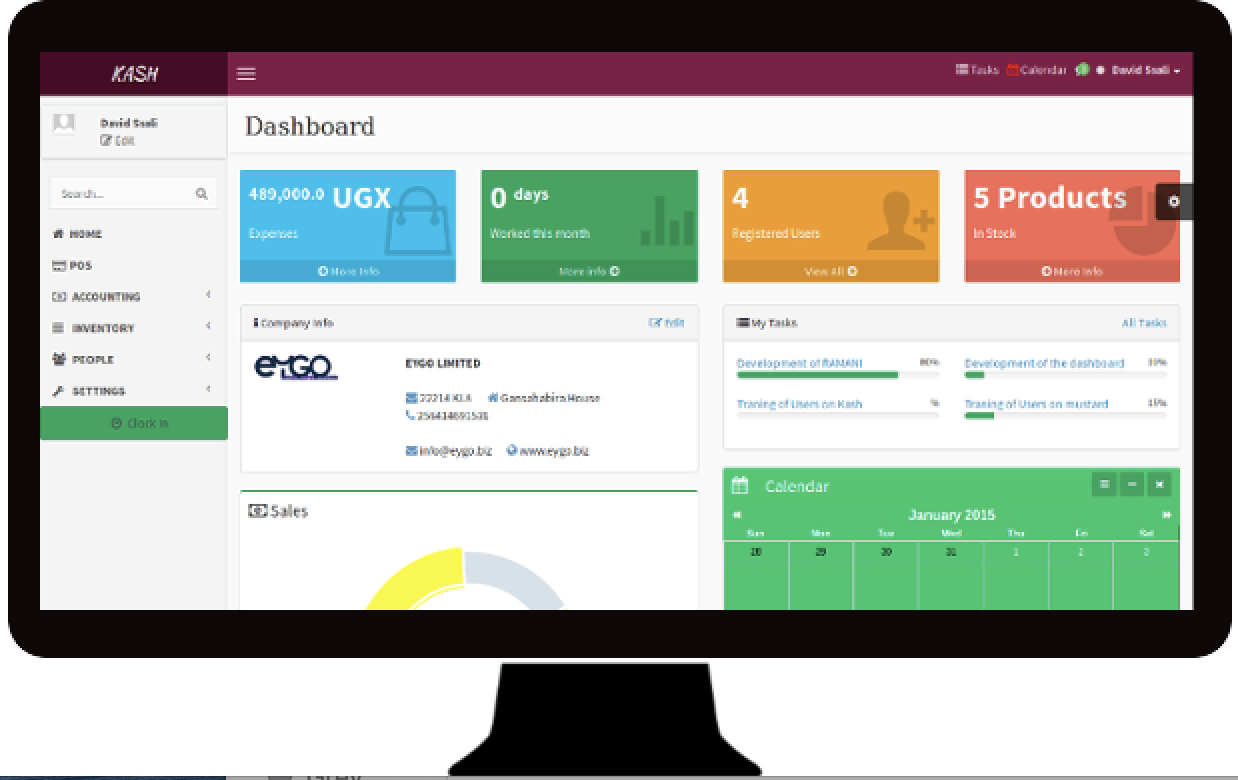 KASH
Tasks Calendar David Ssali
David Ssali
Edit
Dashboard
Search...
HOME
POS
ACCOUNTING
INVENTORY
PEOPLE
SETTINGS
Clock in
489,000.0 UGX
Expenses
More Info
0 days
Worked this month
More info
4
Registered Users
View All
5 Products
In Stock
More Info
Company Info Edit
eyGO
EYGO LIMITED
22214 KLA Gansahabira House
info@eygo.biz www.eygo.biz
Sales
My Tasks All Tasks
Development of RAMANI 80% Development of the dashboard 10%
Traning of Users on Kash % Traning of Users on mustard 15%
Calendar
January 2015
Sun Mon Tue Wed Thu Fri Sat
28 29 30 31 1 2 3